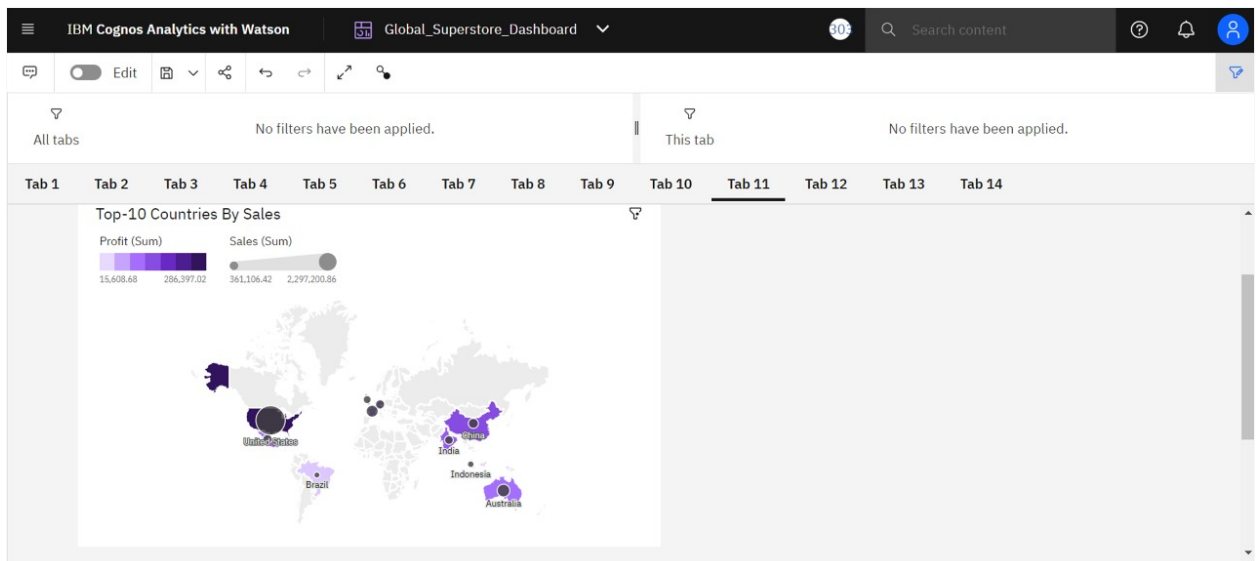 IBM Cognos Analytics with Watson
Global_Superstore_Dashboard
303
Search content
Edit
All tabs
No filters have been applied.
This tab
No filters have been applied.
Tab 1 Tab 2 Tab 3 Tab 4 Tab 5 Tab 6 Tab 7 Tab 8 Tab 9 Tab 10 Tab 11 Tab 12 Tab 13 Tab 14
Top-10 Countries By Sales
Profit (Sum) Sales (Sum)
15,608.68 286,397.02 361,106.42 2,297,200.86
United States
China
India
Indonesia
Brazil
Australia